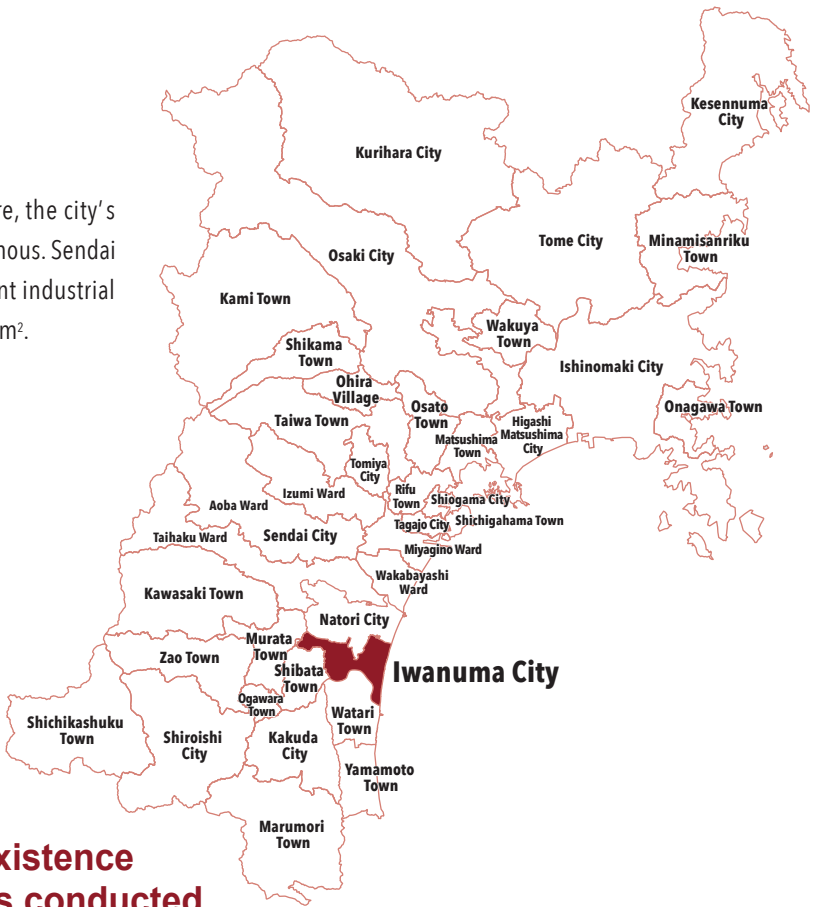 Kesennuma
City
Kurihara City
re, the city's
nous. Sendai
nt industrial
m².
Tome City
Minamisanriku
Town
Osaki City
Kami Town
Wakuya
Town
Shikama
Town
Ishinomaki City
Ohira
Village
Osato
Town
Onagawa Town
Taiwa Town
Higashi
Matsushima
City
Matsushima
Town
Tomiya
City
Izumi Ward
Rifu
Town
Shiogama City
Aoba Ward
Tagajo City
Shichigahama Town
Taihaku Ward
Sendai City
Miyagino Ward
Wakabayashi
Ward
Kawasaki Town
Natori City
Murata
Town
Zao Town
Shibata
Town
Iwanuma City
Ogawara
Town
Shichikashuku
Town
Shiroishi
City
Kakuda
City
Watari
Town
Yamamoto
Town
Marumori
Town
xistence
s conducted